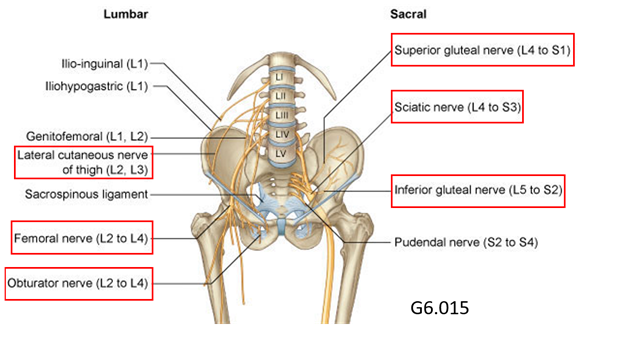 Lumbar
Sacral
Ilio-inguinal (L1)
Iliohypogastric (L1)
Genitofemoral (L1, L2)
Lateral cutaneous nerve
of thigh (L2, L3)
Sacrospinous ligament
Femoral nerve (L2 to L4)
Obturator nerve (L2 to L4)
LI
LII
LIII
LIV
LV
Superior gluteal nerve (L4 to S1)
Sciatic nerve (L4 to S3)
Inferior gluteal nerve (L5 to S2)
Pudendal nerve (S2 to S4)
G6.015